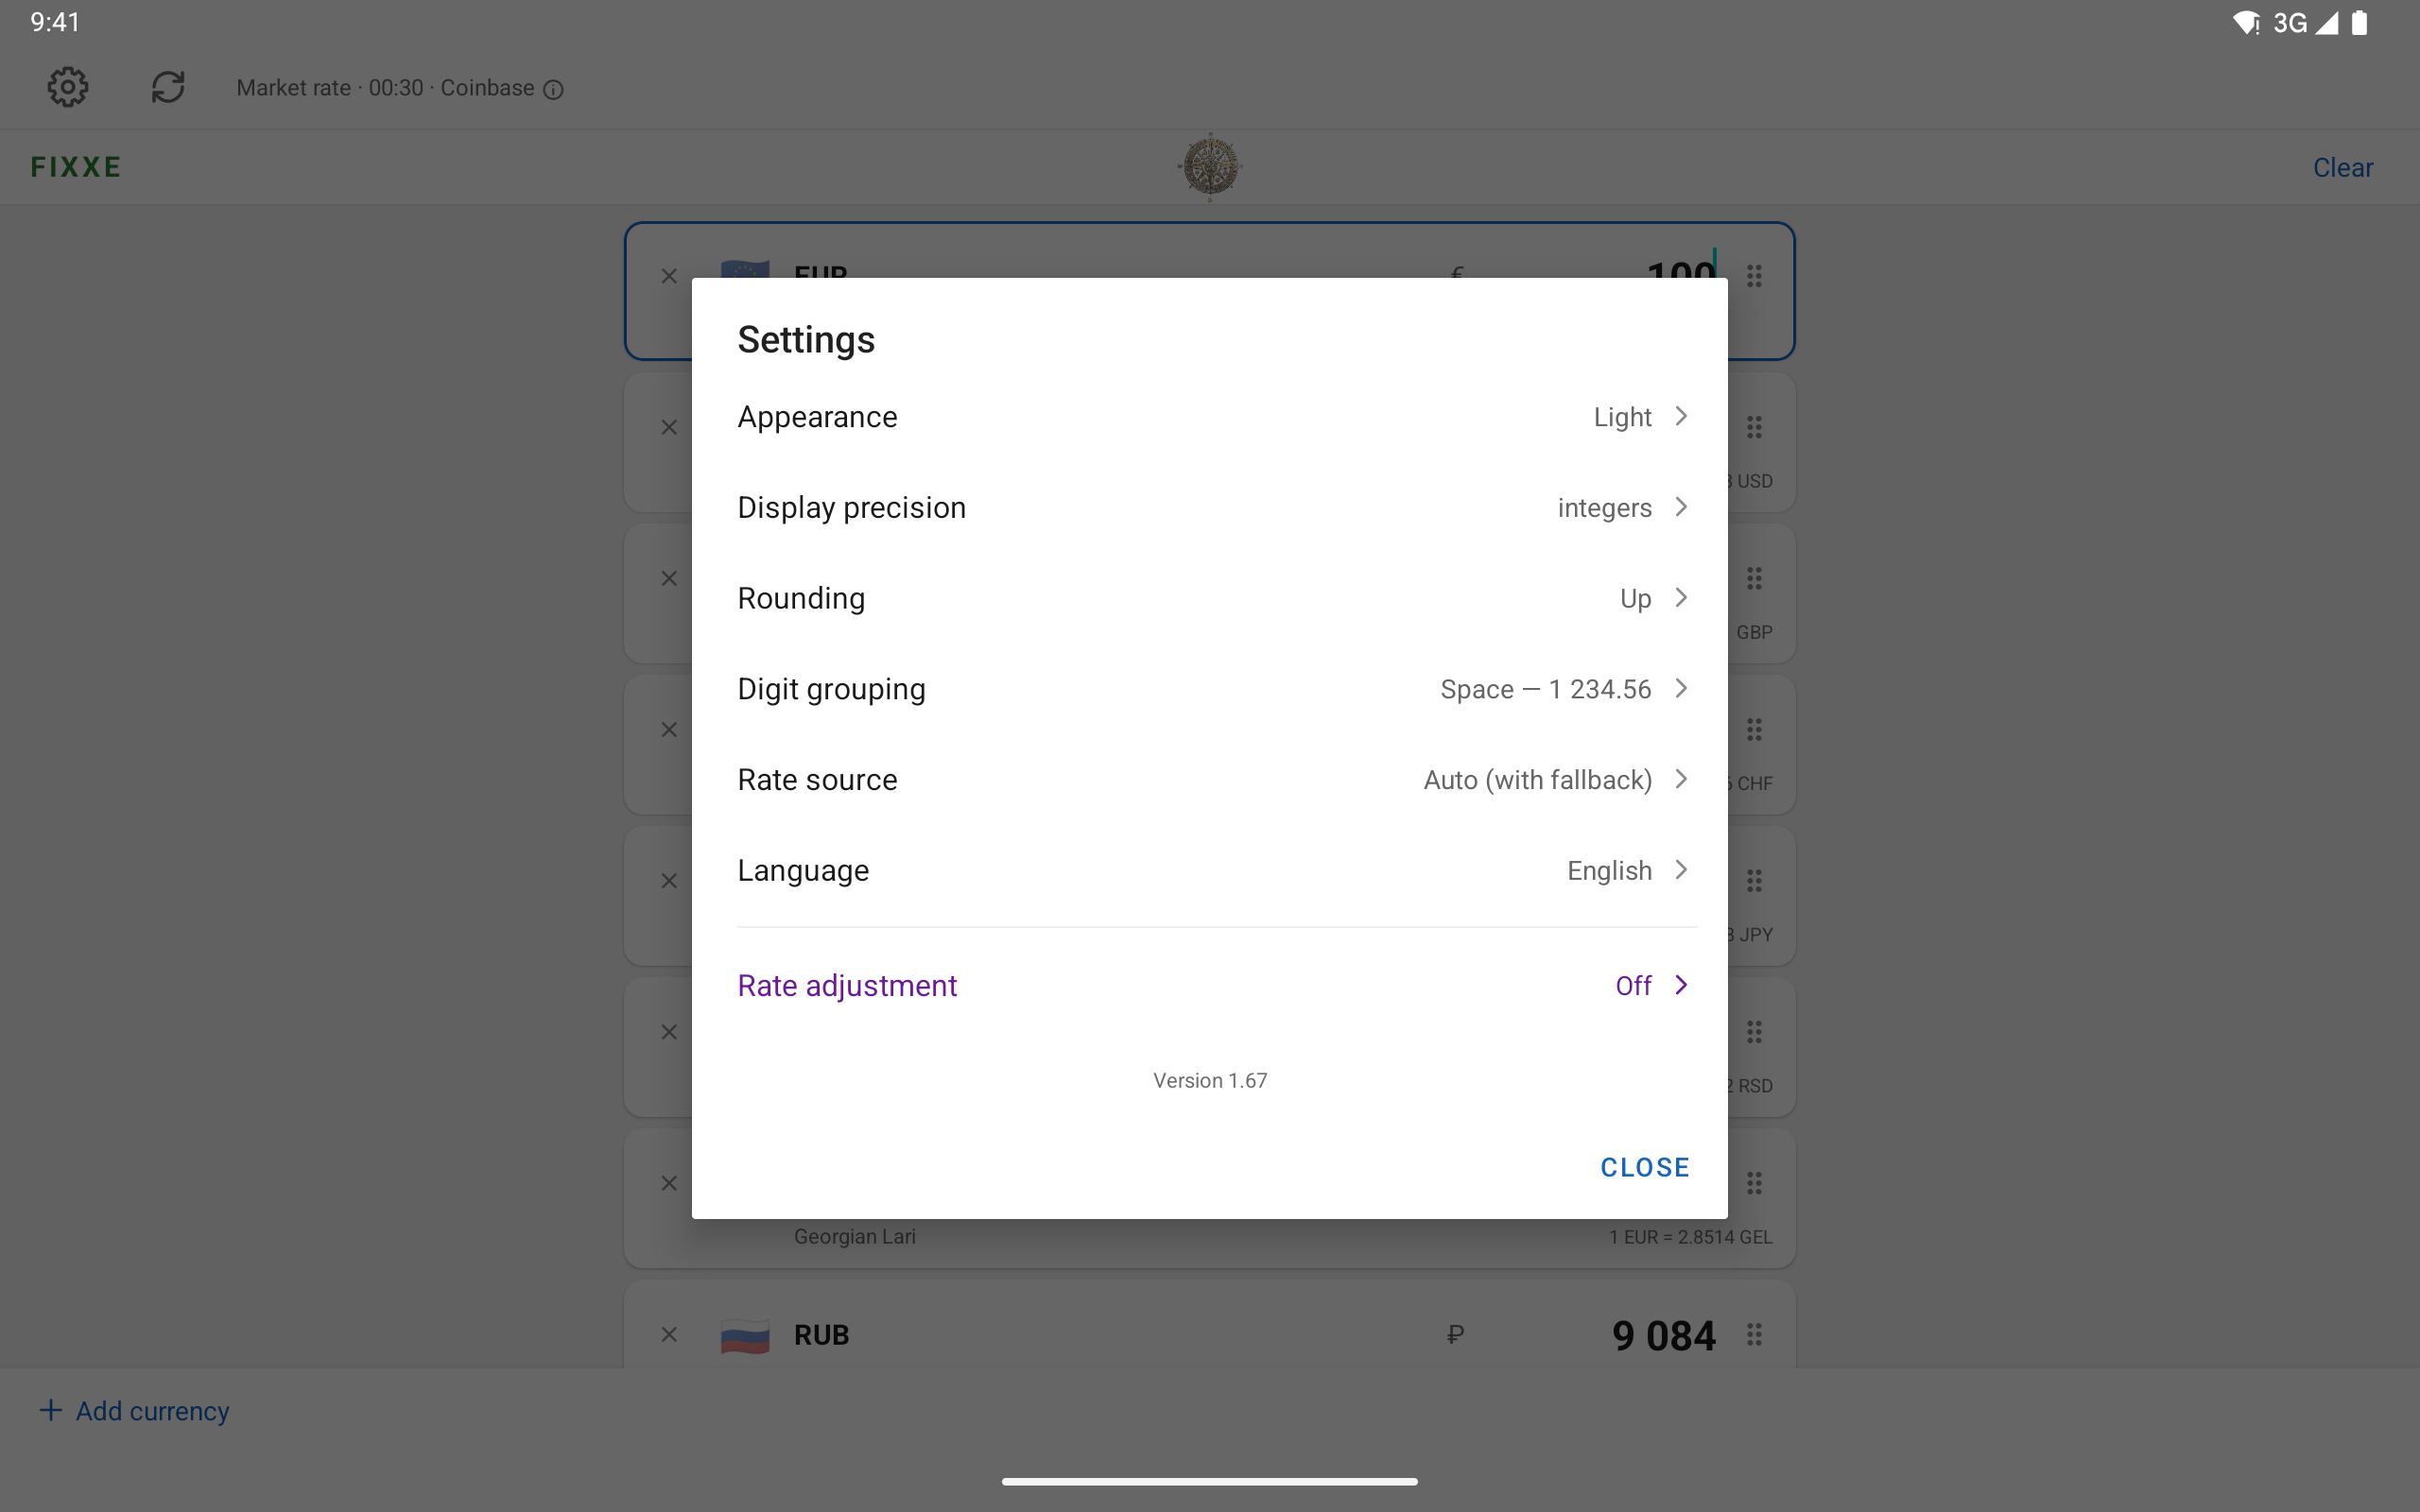 9:41
3G
Market rate · 00:30 · Coinbase
FIXXE
Clear
EUR € 100
Settings
Appearance Light
Display precision integers
USD
Rounding Up
GBP
Digit grouping Space — 1 234.56
Rate source Auto (with fallback)
CHF
Language English
JPY
Rate adjustment Off
Version 1.67
RSD
CLOSE
Georgian Lari 1 EUR = 2.8514 GEL
RUB ₽ 9 084
+ Add currency